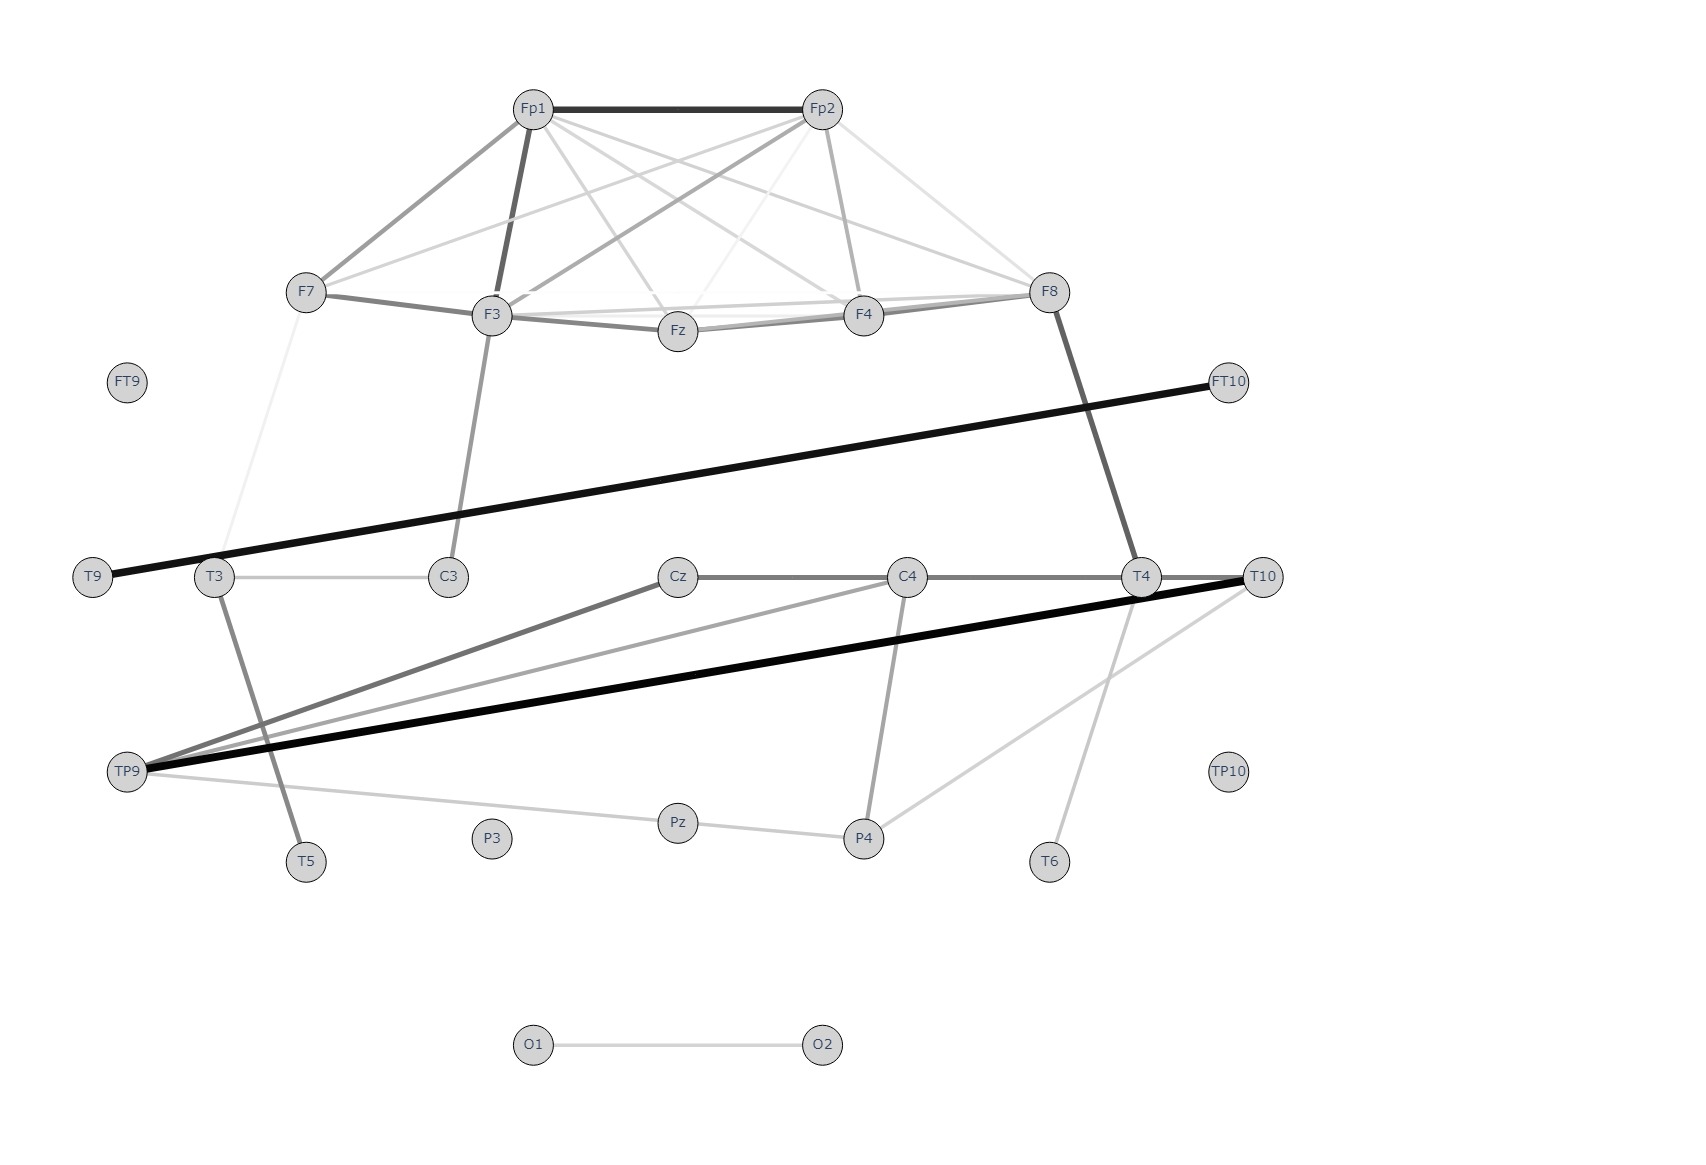 Fp1 Fp2
F7 F3 Fz F4 F8
FT9 FT10
T9 T3 C3 Cz C4 T4 T10
TP9 TP10
Pz
P3 P4
T5 T6
O1 O2